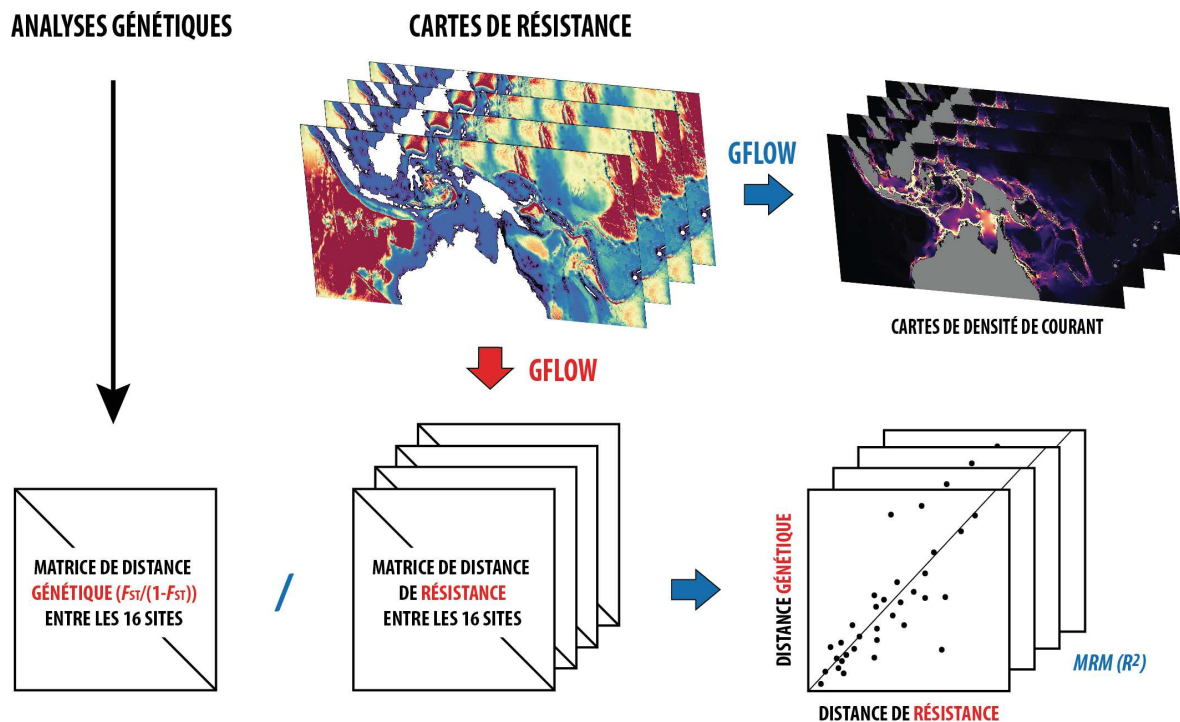 ANALYSES GÉNÉTIQUES
CARTES DE RÉSISTANCE
GFLOW
CARTES DE DENSITÉ DE COURANT
GFLOW
MATRICE DE DISTANCE
GÉNÉTIQUE (FST/(1-FST))
ENTRE LES 16 SITES
/
MATRICE DE DISTANCE
DE RÉSISTANCE
ENTRE LES 16 SITES
DISTANCE GÉNÉTIQUE
MRM (R²)
DISTANCE DE RÉSISTANCE